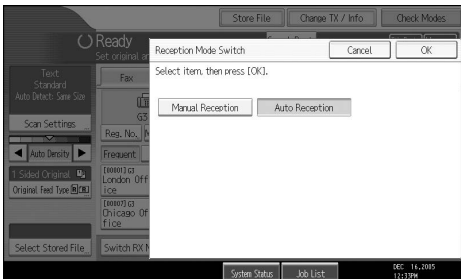 Store File Change TX / Info Check Modes
Ready
Set original
Reception Mode Switch Cancel OK
Select item, then press [OK].
Manual Reception Auto Reception
Text
Standard
Auto Detect: Same Size
Scan Settings
Auto Density
1 Sided Original
Original Feed Type
Select Stored File
Fax
G3
Reg. No.
Frequent
[00001] G3
London Off
ice
[00007] G3
Chicago Of
fice
Switch RX
System Status Job List
DEC 16,2005
12:33PM